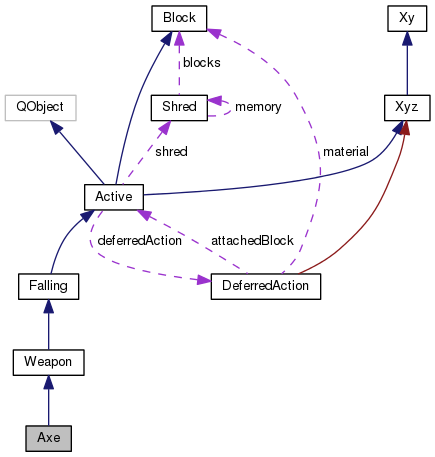 Block
Xy
blocks
QObject
Shred
memory
Xyz
shred
material
Active
deferredAction
attachedBlock
Falling
DeferredAction
Weapon
Axe